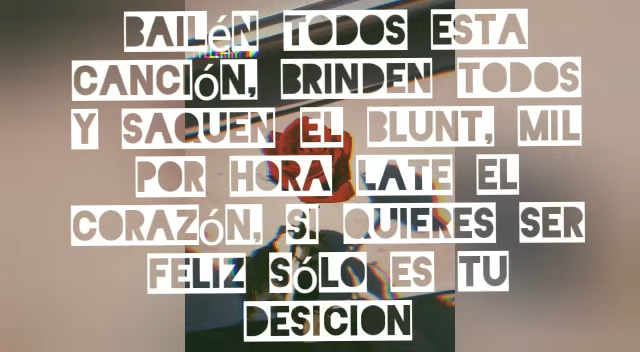 BAILéN TODOS ESTA
CANCIóN, BRINDEN TODOS
Y SAQUEN EL BLUNT, MIL
POR HORA LATE EL
CORAZóN, SI QUIERES SER
FELIZ SóLO ES TU
DESICION